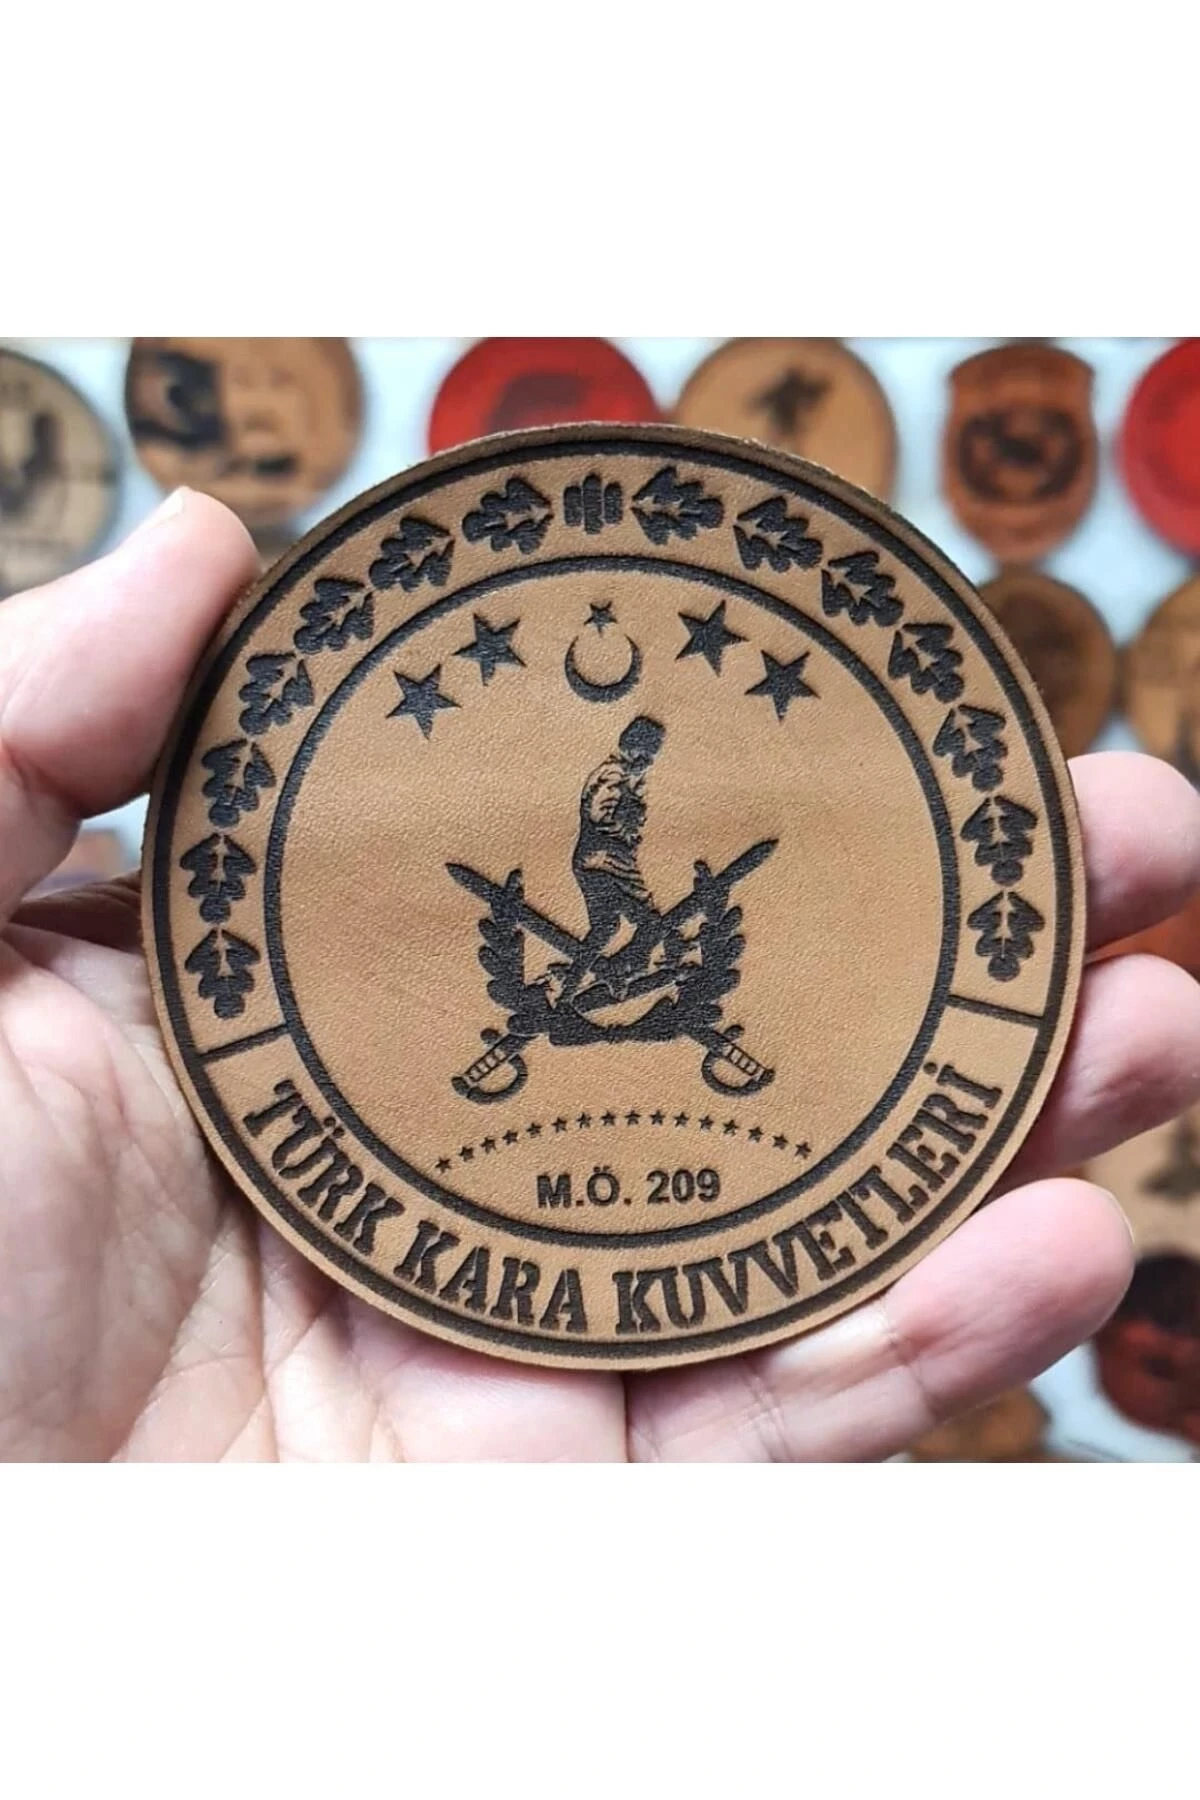 M.Ö. 209
TÜRK KARA KUVVETLERİ